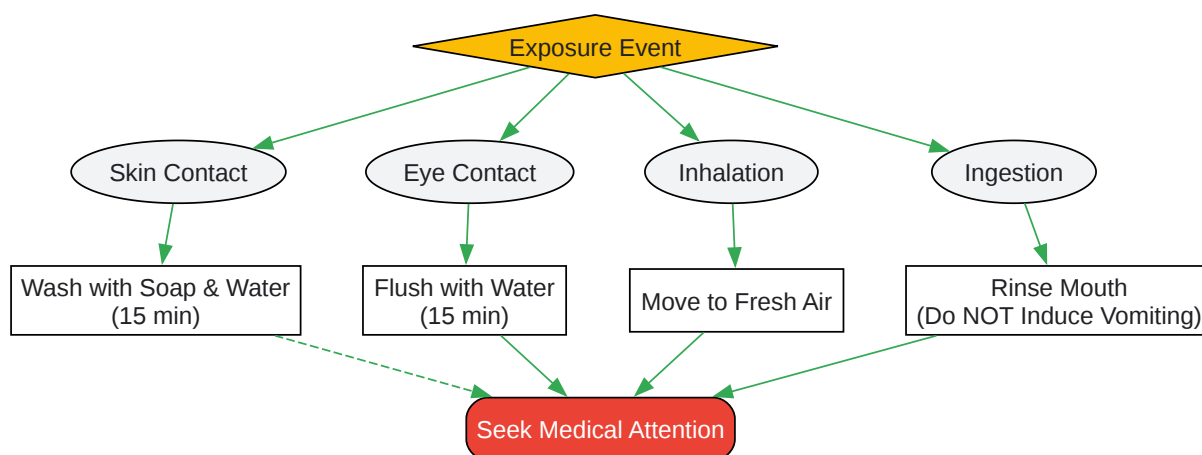 Exposure Event
Skin Contact
Eye Contact
Inhalation
Ingestion
Wash with Soap & Water
(15 min)
Flush with Water
(15 min)
Move to Fresh Air
Rinse Mouth
(Do NOT Induce Vomiting)
Seek Medical Attention